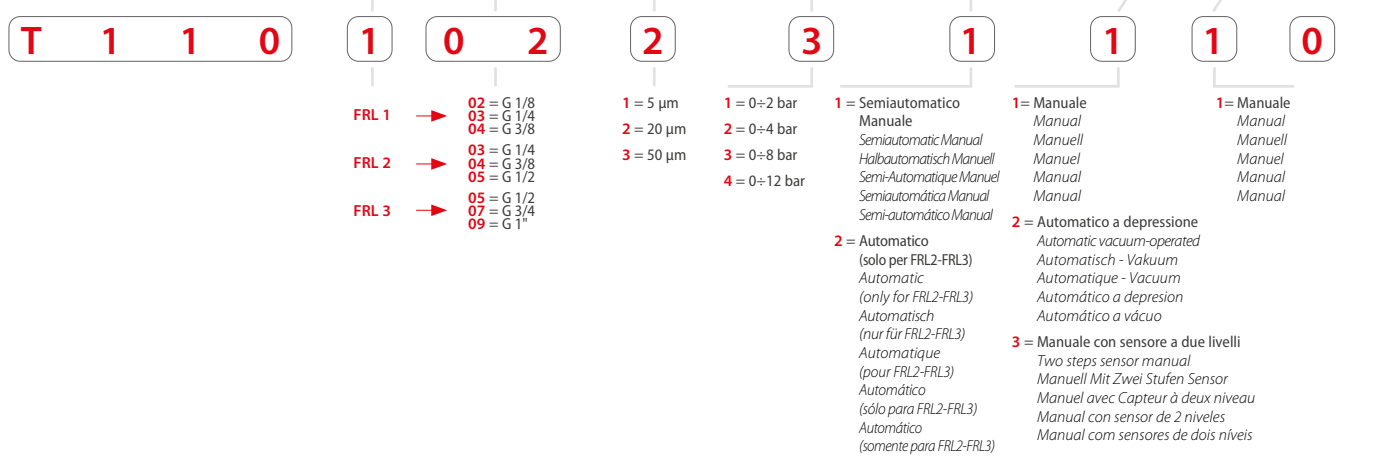 T 1 1 0 1 0 2 2 3 1 1 1 0
FRL 1
02 = G 1/8
03 = G 1/4
04 = G 3/8
FRL 2
03 = G 1/4
04 = G 3/8
05 = G 1/2
FRL 3
05 = G 1/2
07 = G 3/4
09 = G 1"
1 = 5 µm
2 = 20 µm
3 = 50 µm
1 = 0÷2 bar
2 = 0÷4 bar
3 = 0÷8 bar
4 = 0÷12 bar
1 = Semiautomatico
Manuale
Semiautomatic Manual
Halbautomatisch Manuell
Semi-Automatique Manuel
Semiautomática Manual
Semi-automático Manual
2 = Automatico
(solo per FRL2-FRL3)
Automatic
(only for FRL2-FRL3)
Automatisch
(nur für FRL2-FRL3)
Automatique
(pour FRL2-FRL3)
Automático
(sólo para FRL2-FRL3)
Automático
(somente para FRL2-FRL3)
1= Manuale
Manual
Manuell
Manuel
Manual
Manual
2 = Automatico a depressione
Automatic vacuum-operated
Automatisch - Vakuum
Automatique - Vacuum
Automático a depresion
Automático a vácuo
3 = Manuale con sensore a due livelli
Two steps sensor manual
Manuell Mit Zwei Stufen Sensor
Manuel avec Capteur à deux niveau
Manual con sensor de 2 niveles
Manual com sensores de dois níveis
1= Manuale
Manual
Manuell
Manuel
Manual
Manual